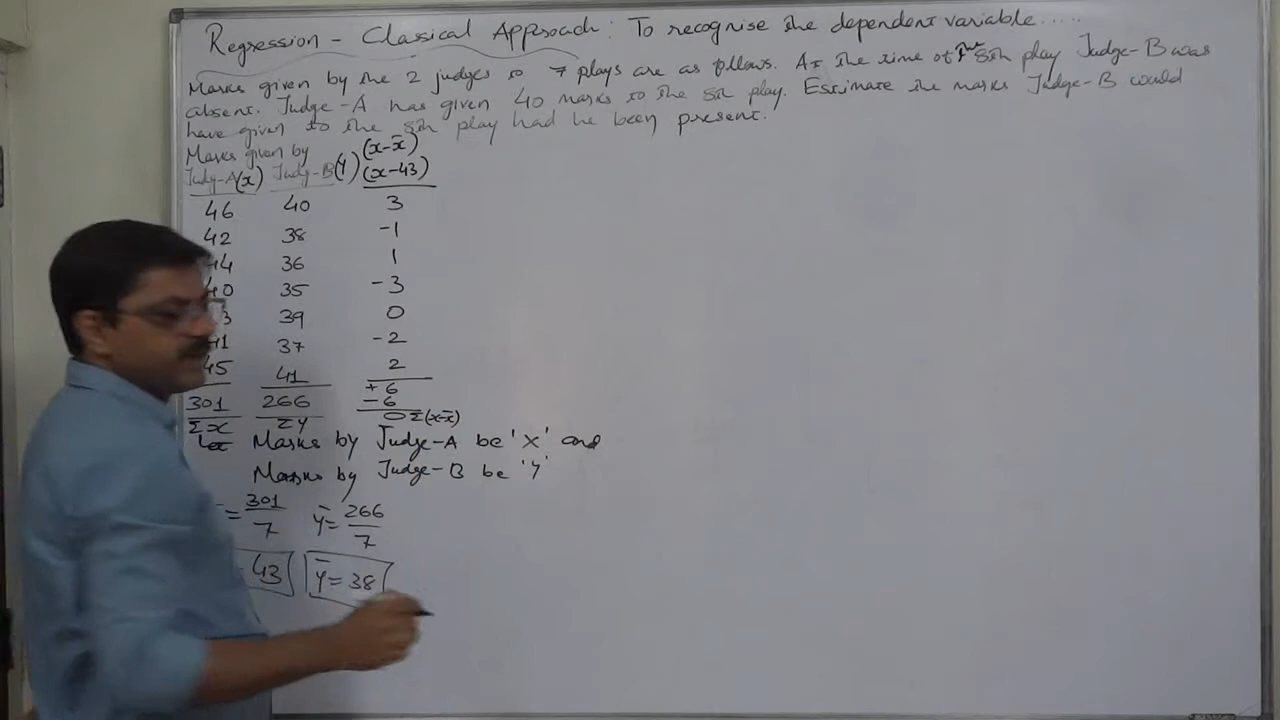 Regression - Classical Approach : To recognise the dependent variable.....
Marks given by the 2 judges to 7 plays are as follows. At the time of the 8th play Judge-B was
absent. Judge-A has given 40 marks to the 8th play. Estimate the marks Judge-B would
have given to the 8th play had he been present.
Marks given by (x-x̄)
Judge-A(x) Judge-B(Y) (x-43)
46 40 3
42 38 -1
44 36 1
40 35 -3
3 39 0
41 37 -2
45 41 2
+6
301 266 -6
Σx ΣY 0 Σ(x-x̄)
Let Marks by Judge-A be 'X' and
Marks by Judge-B be 'Y'
= 301/7 Ȳ = 266/7
= 43 Ȳ = 38